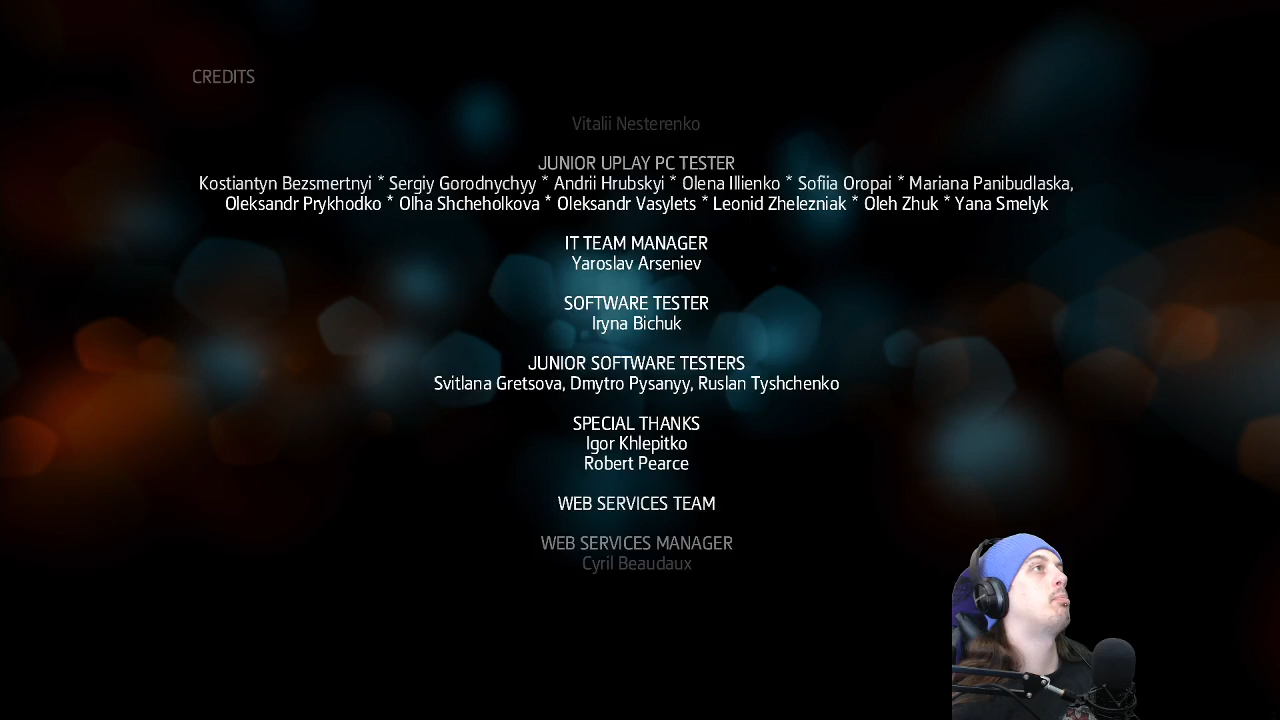 CREDITS
Vitalii Nesterenko
JUNIOR UPLAY PC TESTER
Kostiantyn Bezsmertnyi * Sergiy Gorodnychyy * Andrii Hrubskyi * Olena Illienko * Sofiia Oropai * Mariana Panibudlaska,
Oleksandr Prykhodko * Olha Shcheholkova * Oleksandr Vasylets * Leonid Zhelezniak * Oleh Zhuk * Yana Smelyk
IT TEAM MANAGER
Yaroslav Arseniev
SOFTWARE TESTER
Iryna Bichuk
JUNIOR SOFTWARE TESTERS
Svitlana Gretsova, Dmytro Pysanyy, Ruslan Tyshchenko
SPECIAL THANKS
Igor Khlepitko
Robert Pearce
WEB SERVICES TEAM
WEB SERVICES MANAGER
Cyril Beaudaux